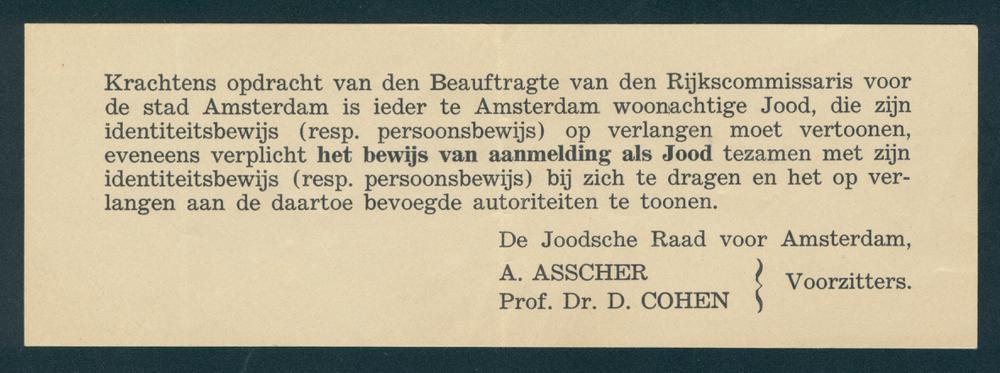 Krachtens opdracht van den Beauftragte van den Rijkscommissaris voor
de stad Amsterdam is ieder te Amsterdam woonachtige Jood, die zijn
identiteitsbewijs (resp. persoonsbewijs) op verlangen moet vertoonen,
eveneens verplicht het bewijs van aanmelding als Jood tezamen met zijn
identiteitsbewijs (resp. persoonsbewijs) bij zich te dragen en het op ver-
langen aan de daartoe bevoegde autoriteiten te toonen.
De Joodsche Raad voor Amsterdam,
A. ASSCHER
Prof. Dr. D. COHEN
Voorzitters.